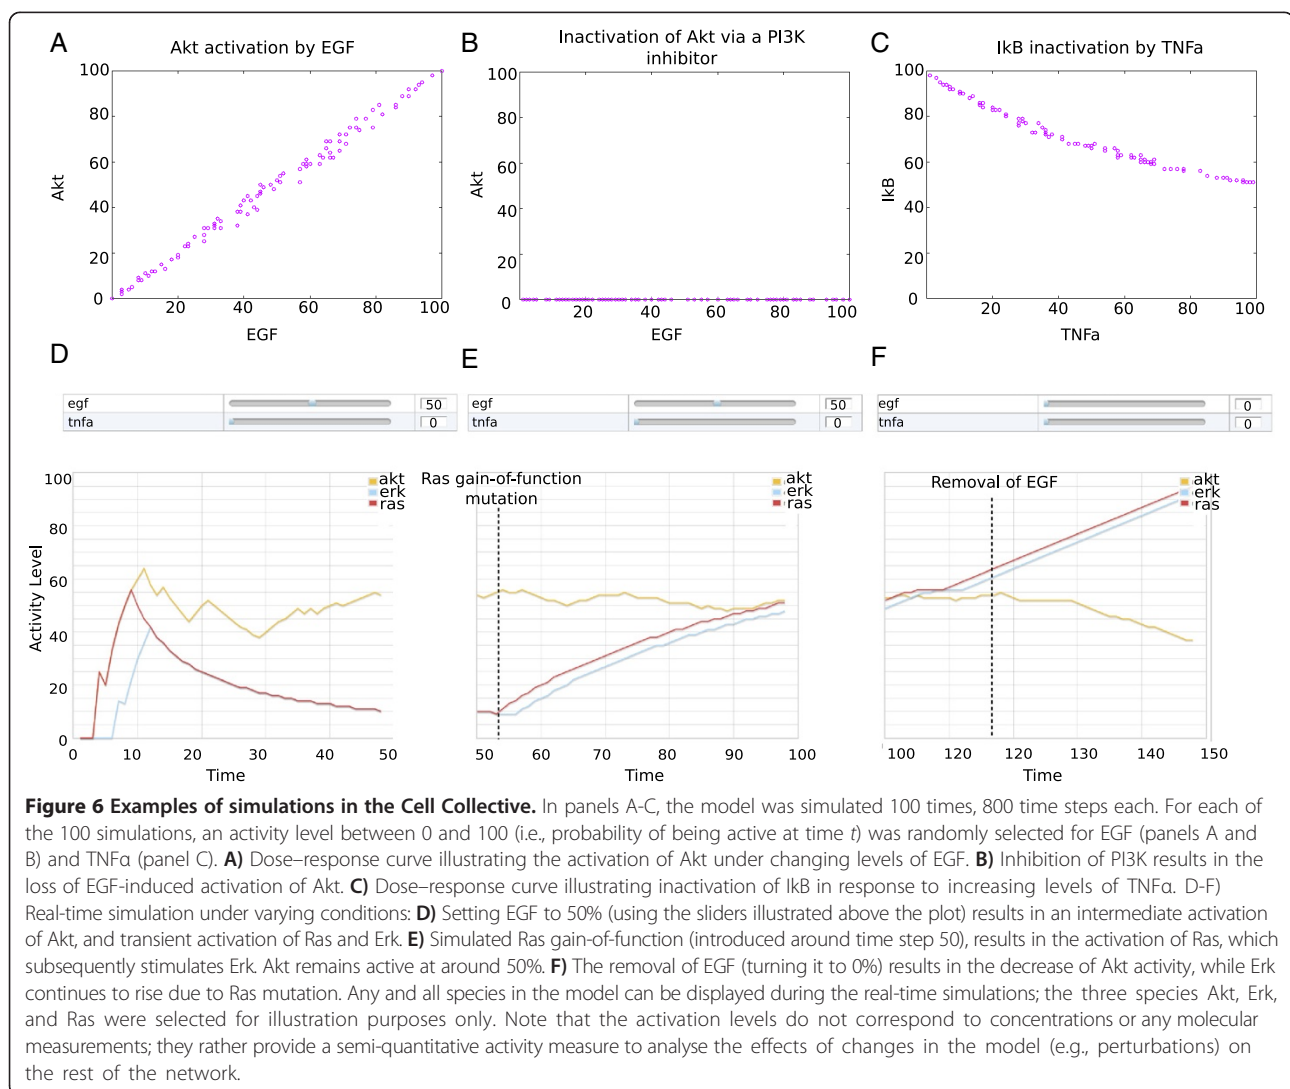 A
Akt activation by EGF
100
80
60
40
20
0
Akt
20
40
60
80
100
EGF
B
Inactivation of Akt via a PI3K
inhibitor
100
80
60
40
20
0
Akt
20
40
60
80
100
EGF
C
IkB inactivation by TNFa
100
80
60
40
20
0
IkB
20
40
60
80
100
TNFa
D
egf
50
tnfa
0
100
80
60
40
20
0
Activity Level
akt
erk
ras
0
10
20
30
40
50
Time
E
egf
50
tnfa
0
Ras gain-of-function
mutation
akt
erk
ras
50
60
70
80
90
100
Time
F
egf
0
tnfa
0
Removal of EGF
akt
erk
ras
100
120
120
130
140
150
Time
Figure 6 Examples of simulations in the Cell Collective. In panels A-C, the model was simulated 100 times, 800 time steps each. For each of
the 100 simulations, an activity level between 0 and 100 (i.e., probability of being active at time t) was randomly selected for EGF (panels A and
B) and TNFα (panel C). A) Dose–response curve illustrating the activation of Akt under changing levels of EGF. B) Inhibition of PI3K results in the
loss of EGF-induced activation of Akt. C) Dose–response curve illustrating inactivation of IkB in response to increasing levels of TNFα. D-F)
Real-time simulation under varying conditions: D) Setting EGF to 50% (using the sliders illustrated above the plot) results in an intermediate activation
of Akt, and transient activation of Ras and Erk. E) Simulated Ras gain-of-function (introduced around time step 50), results in the activation of Ras, which
subsequently stimulates Erk. Akt remains active at around 50%. F) The removal of EGF (turning it to 0%) results in the decrease of Akt activity, while Erk
continues to rise due to Ras mutation. Any and all species in the model can be displayed during the real-time simulations; the three species Akt, Erk,
and Ras were selected for illustration purposes only. Note that the activation levels do not correspond to concentrations or any molecular
measurements; they rather provide a semi-quantitative activity measure to analyse the effects of changes in the model (e.g., perturbations) on
the rest of the network.